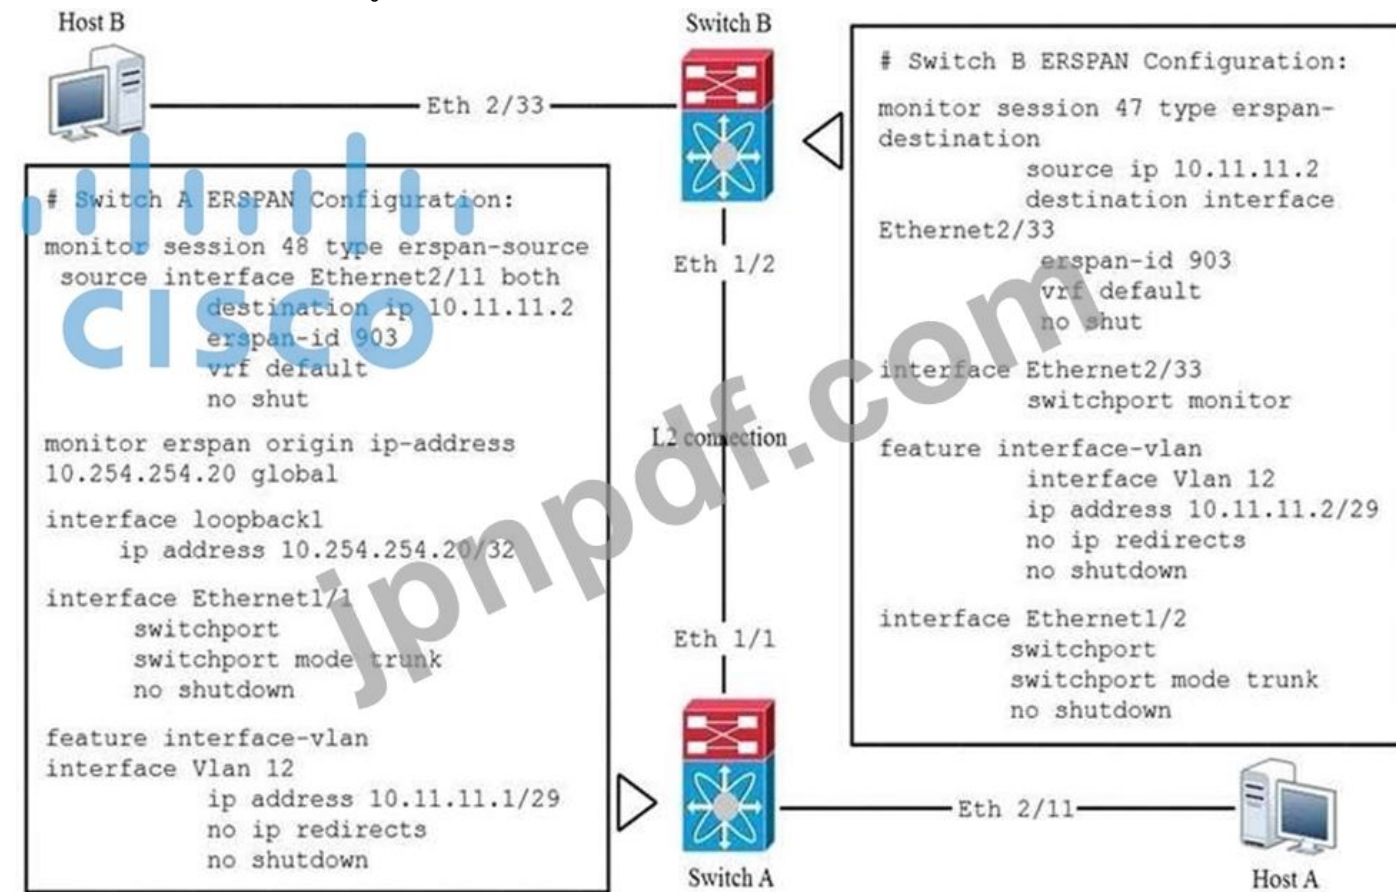 Host B
Switch B
Eth 2/33
# Switch A ERSPAN Configuration:
monitor session 48 type erspan-source
source interface Ethernet2/11 both
destination ip 10.11.11.2
erspan-id 903
vrf default
no shut
monitor erspan origin ip-address
10.254.254.20 global
interface loopback1
ip address 10.254.254.20/32
interface Ethernet1/1
switchport
switchport mode trunk
no shutdown
feature interface-vlan
interface Vlan 12
ip address 10.11.11.1/29
no ip redirects
no shutdown
CISCO
Eth 1/2
L2 connection
Eth 1/1
jpnpdf.com
# Switch B ERSPAN Configuration:
monitor session 47 type erspan-
destination
source ip 10.11.11.2
destination interface
Ethernet2/33
erspan-id 903
vrf default
no shut
interface Ethernet2/33
switchport monitor
feature interface-vlan
interface Vlan 12
ip address 10.11.11.2/29
no ip redirects
no shutdown
interface Ethernet1/2
switchport
switchport mode trunk
no shutdown
Eth 2/11
Switch A
Host A